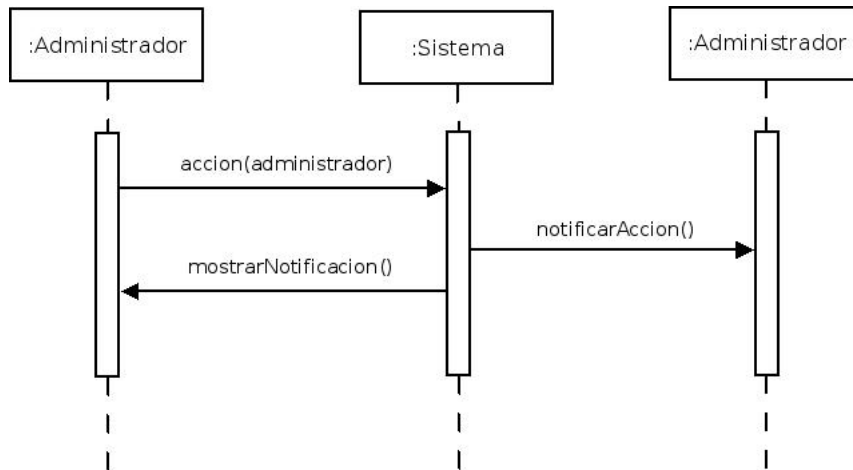 :Administrador
:Sistema
:Administrador
accion(administrador)
notificarAccion()
mostrarNotificacion()